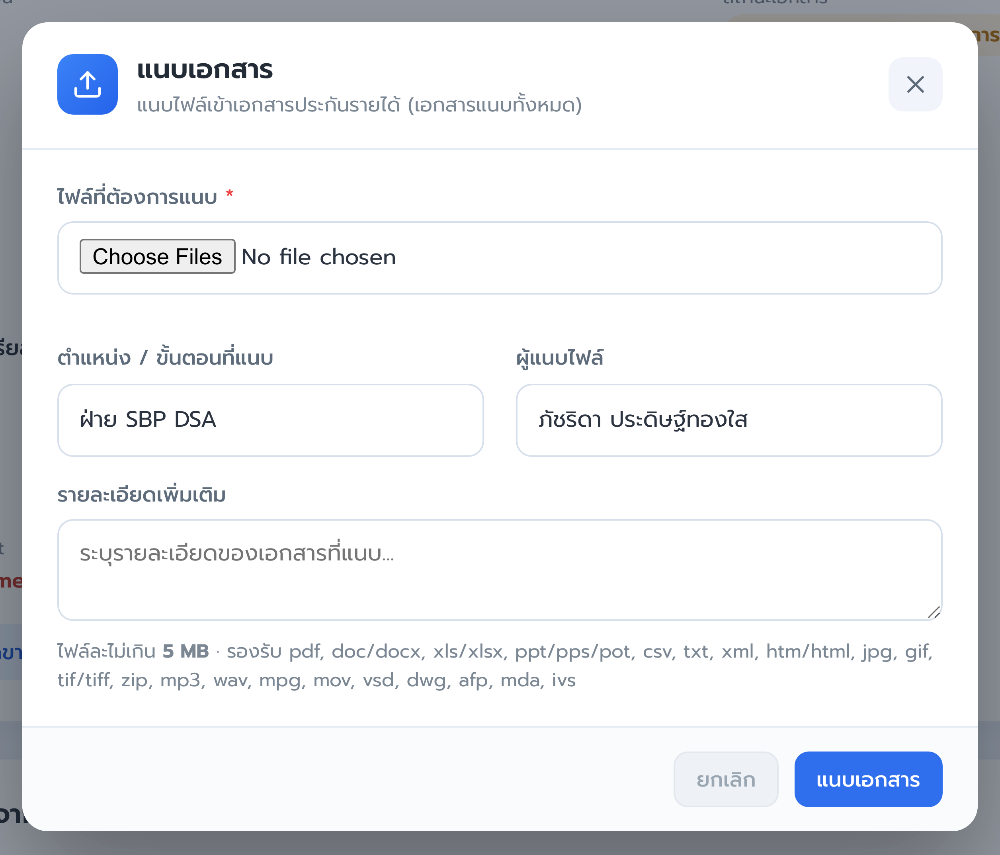 แนบเอกสาร
แนบไฟล์เข้าเอกสารประกันรายได้ (เอกสารแนบทั้งหมด)
ไฟล์ที่ต้องการแนบ *
Choose Files No file chosen
ตำแหน่ง / ขั้นตอนที่แนบ
ผู้แนบไฟล์
ฝ่าย SBP DSA
ภัชริดา ประดิษฐ์ทองใส
รายละเอียดเพิ่มเติม
ระบุรายละเอียดของเอกสารที่แนบ...
ไฟล์ละไม่เกิน 5 MB · รองรับ pdf, doc/docx, xls/xlsx, ppt/pps/pot, csv, txt, xml, htm/html, jpg, gif,
tif/tiff, zip, mp3, wav, mpg, mov, vsd, dwg, afp, mda, ivs
ยกเลิก
แนบเอกสาร